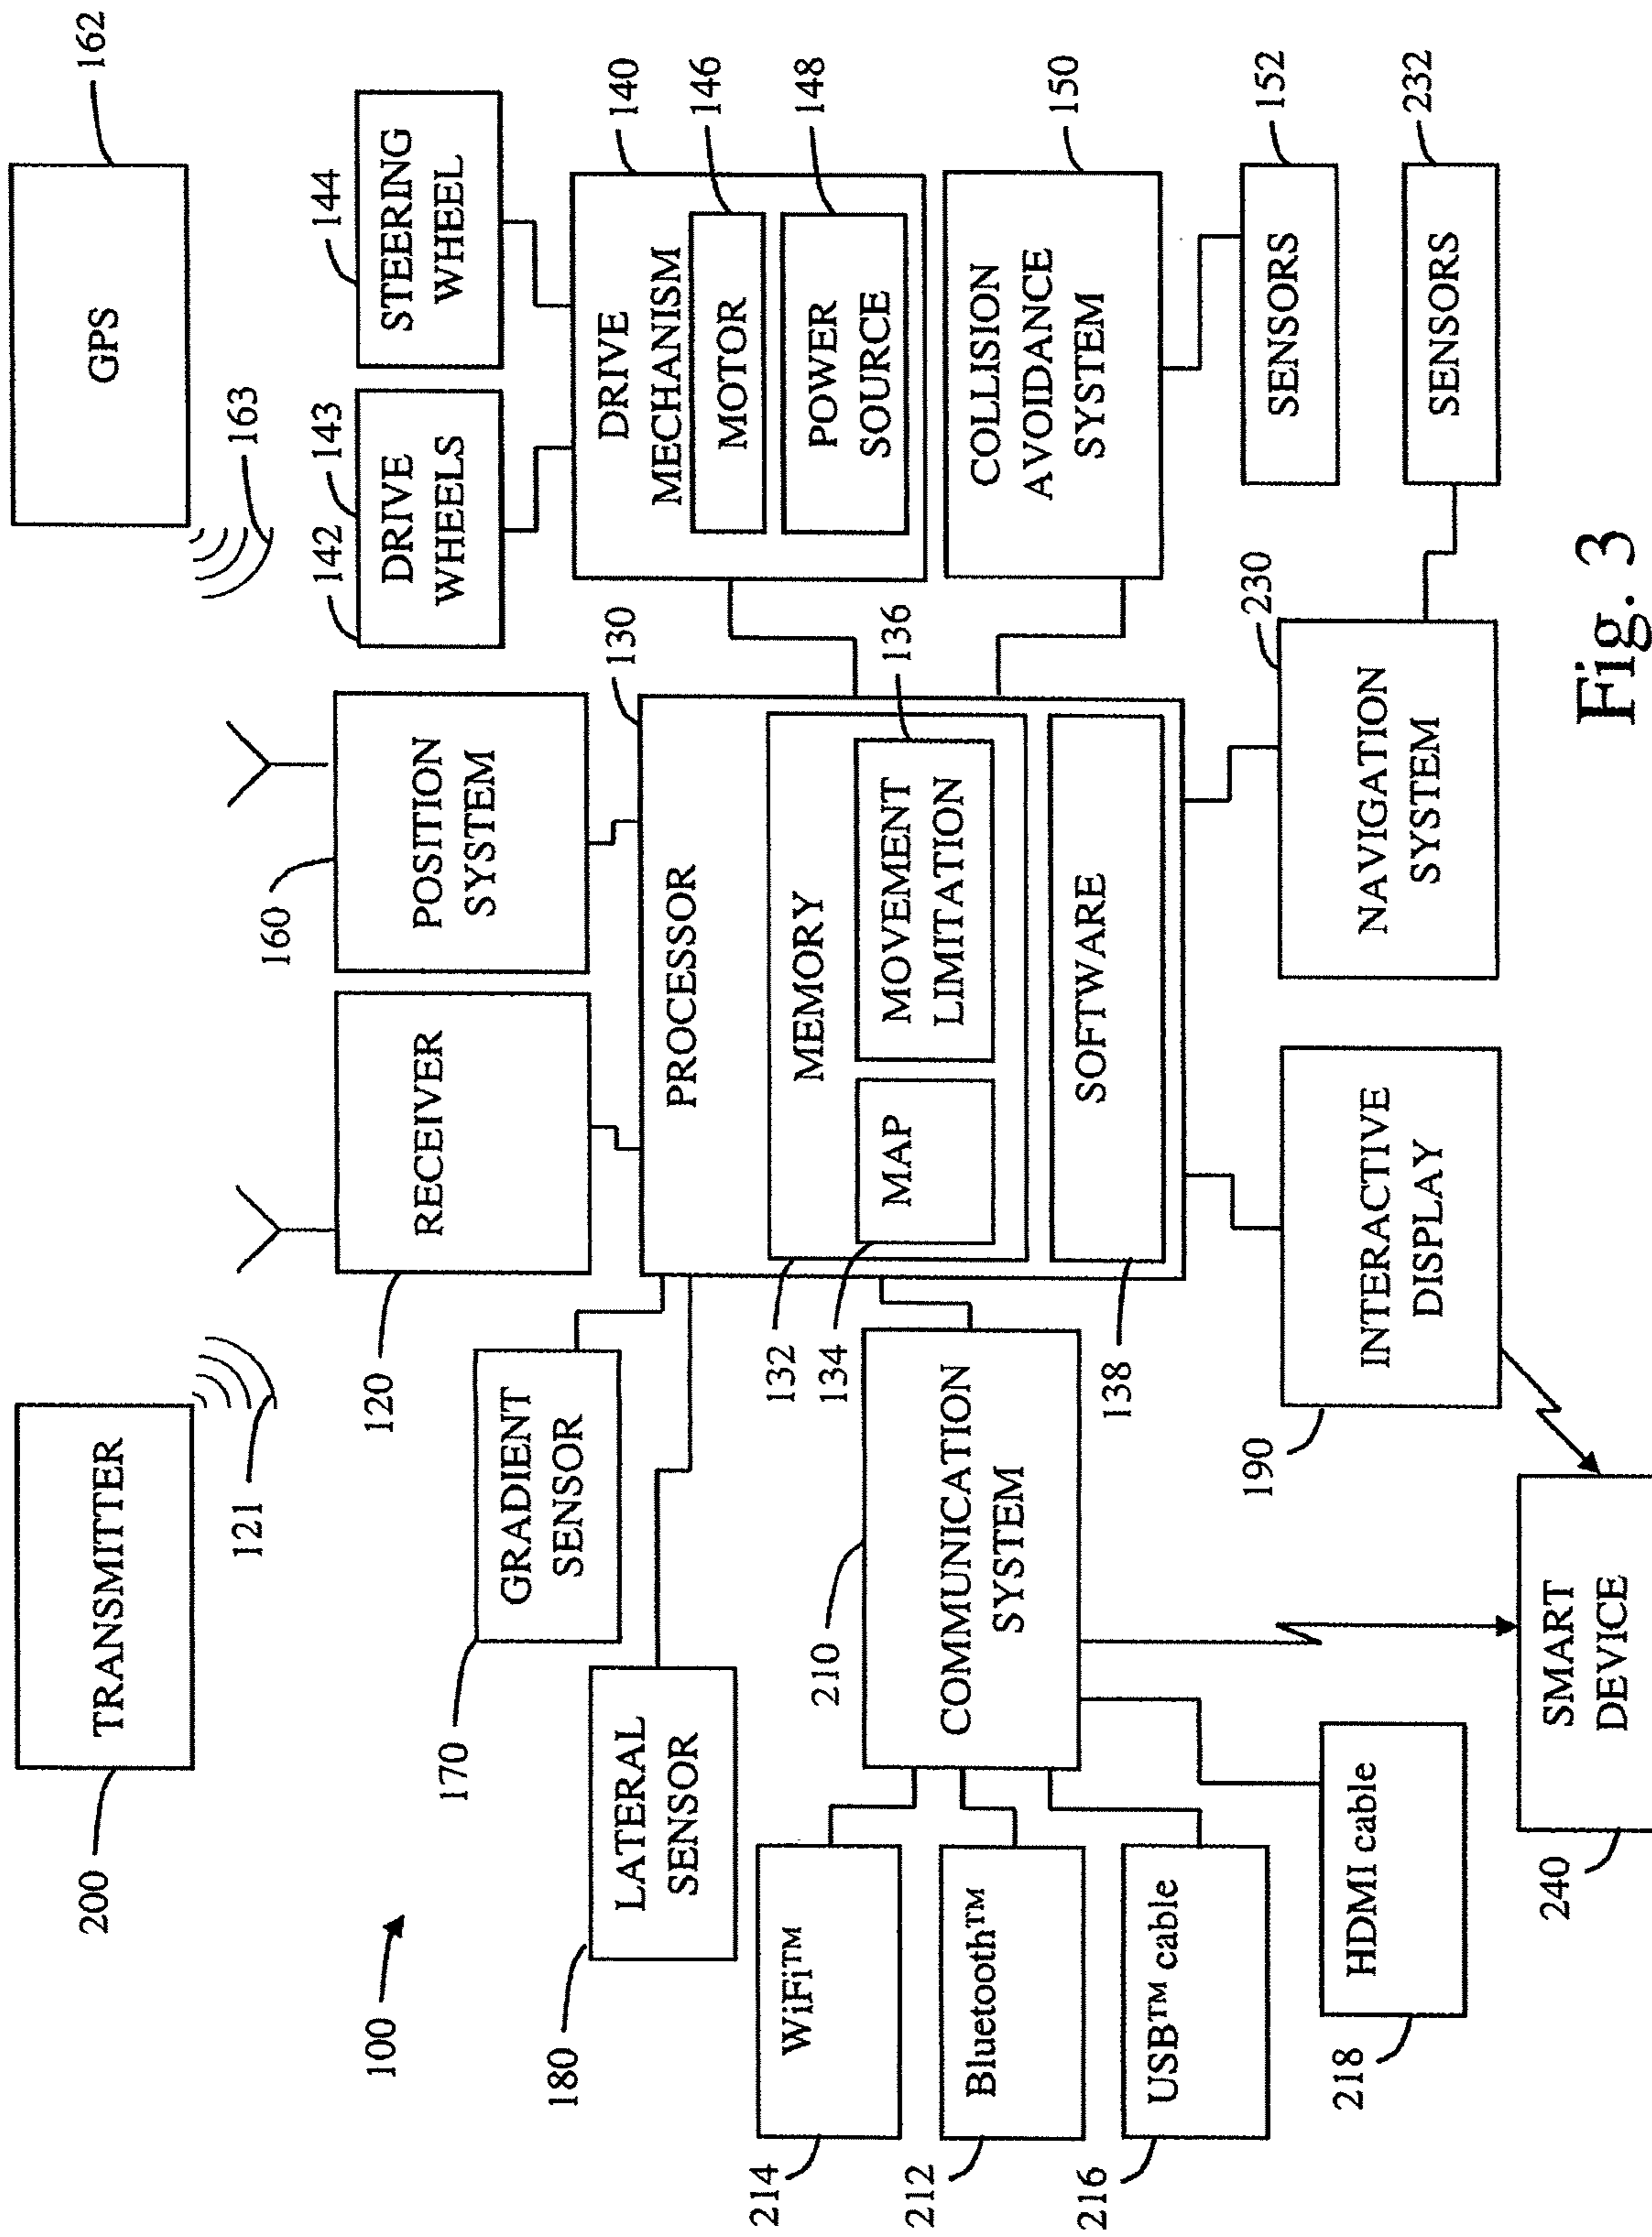 200
TRANSMITTER
121
GPS
162
163
100
120
RECEIVER
160
POSITION
SYSTEM
142
143
DRIVE
WHEELS
144
STEERING
WHEEL
170
GRADIENT
SENSOR
180
LATERAL
SENSOR
130
PROCESSOR
132
MEMORY
134
MAP
136
MOVEMENT
LIMITATION
138
SOFTWARE
140
DRIVE
MECHANISM
146
MOTOR
148
POWER
SOURCE
150
COLLISION
AVOIDANCE
SYSTEM
152
SENSORS
214
WiFi™
212
Bluetooth™
216
USB™ cable
218
HDMI cable
210
COMMUNICATION
SYSTEM
190
INTERACTIVE
DISPLAY
230
NAVIGATION
SYSTEM
232
SENSORS
240
SMART
DEVICE
Fig. 3